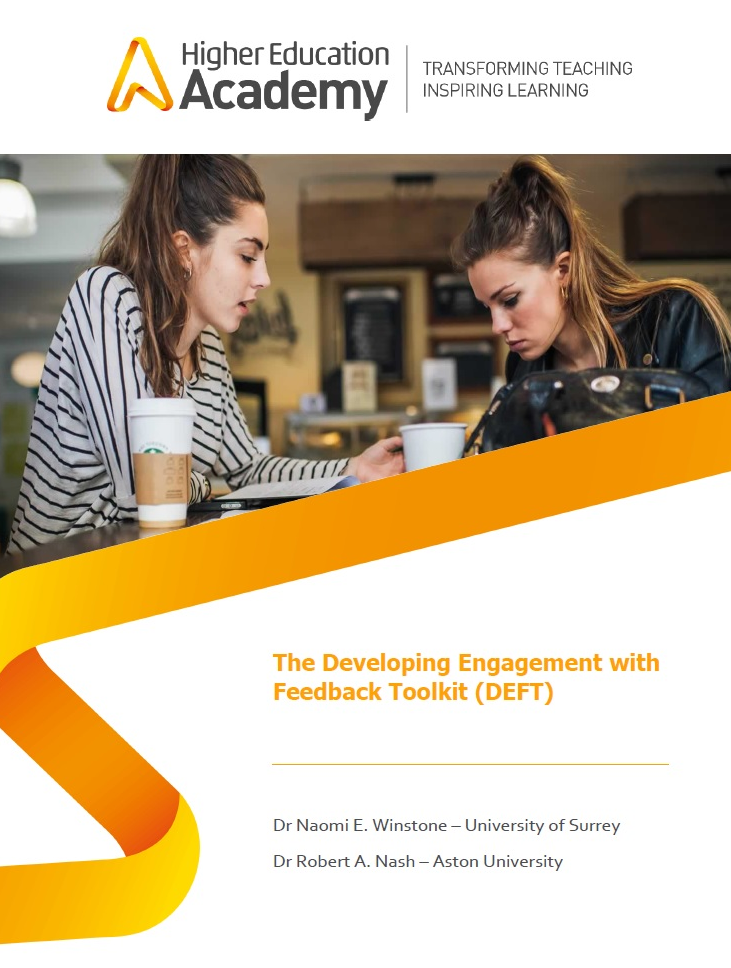 Higher Education
Academy
TRANSFORMING TEACHING
INSPIRING LEARNING
The Developing Engagement with
Feedback Toolkit (DEFT)
Dr Naomi E. Winstone – University of Surrey
Dr Robert A. Nash – Aston University